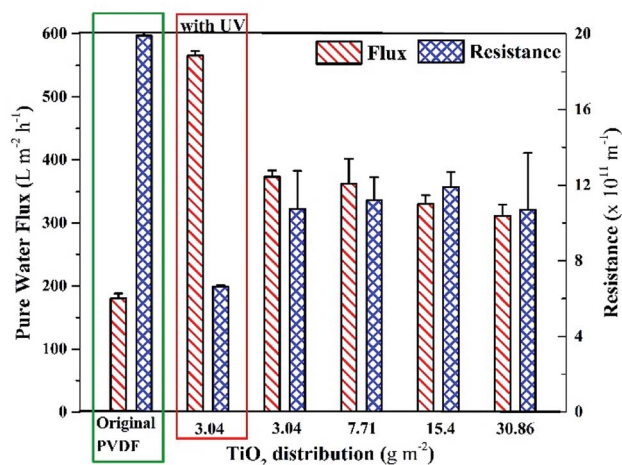 with UV
Flux
Resistance
Pure Water Flux (L m⁻² h⁻¹)
600
500
400
300
200
100
0
20
16
12
8
4
0
Resistance (× 10¹¹ m⁻¹)
Original
PVDF
3.04 3.04 7.71 15.4 30.86
TiO₂ distribution (g m⁻²)